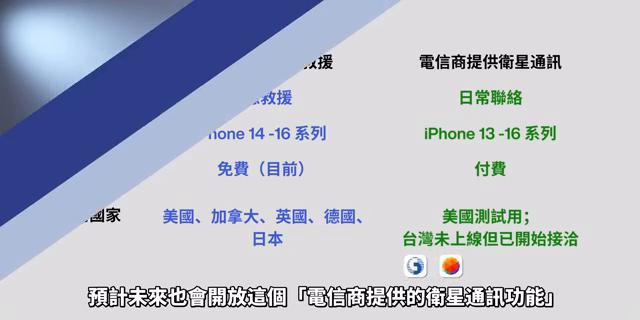 救援 電信商提供衛星通訊
救援 日常聯絡
hone 14 -16 系列 iPhone 13 -16 系列
免費（目前） 付費
國家 美國、加拿大、英國、德國、 美國測試用；
日本 台灣未上線但已開始接洽
預計未來也會開放這個「電信商提供的衛星通訊功能」